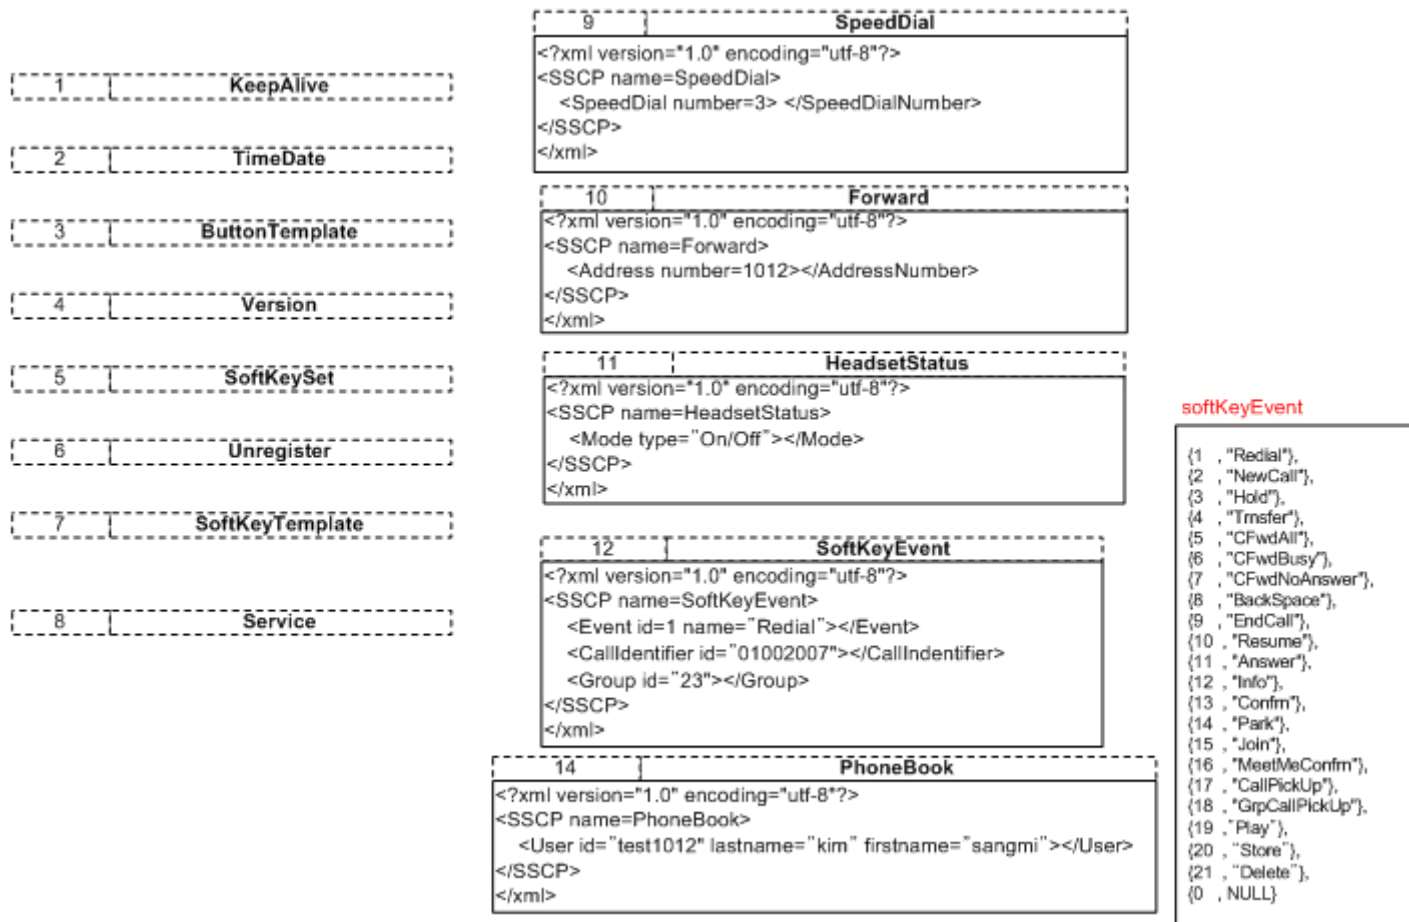 1 KeepAlive
2 TimeDate
3 ButtonTemplate
4 Version
5 SoftKeySet
6 Unregister
7 SoftKeyTemplate
8 Service
9 SpeedDial
<?xml version="1.0" encoding="utf-8"?>
<SSCP name=SpeedDial>
<SpeedDial number=3> </SpeedDialNumber>
</SSCP>
</xml>
10 Forward
<?xml version="1.0" encoding="utf-8"?>
<SSCP name=Forward>
<Address number=1012></AddressNumber>
</SSCP>
</xml>
11 HeadsetStatus
<?xml version="1.0" encoding="utf-8"?>
<SSCP name=HeadsetStatus>
<Mode type="On/Off"></Mode>
</SSCP>
</xml>
12 SoftKeyEvent
<?xml version="1.0" encoding="utf-8"?>
<SSCP name=SoftKeyEvent>
<Event id=1 name="Redial"></Event>
<CallIdentifier id="01002007"></CallIndentifier>
<Group id="23"></Group>
</SSCP>
</xml>
14 PhoneBook
<?xml version="1.0" encoding="utf-8"?>
<SSCP name=PhoneBook>
<User id="test1012" lastname="kim" firstname="sangmi"></User>
</SSCP>
</xml>
softKeyEvent
{1 , "Redial"},
{2 , "NewCall"},
{3 , "Hold"},
{4 , "Trnsfer"},
{5 , "CFwdAll"},
{6 , "CFwdBusy"},
{7 , "CFwdNoAnswer"},
{8 , "BackSpace"},
{9 , "EndCall"},
{10 , "Resume"},
{11 , "Answer"},
{12 , "Info"},
{13 , "Confrn"},
{14 , "Park"},
{15 , "Join"},
{16 , "MeetMeConfrn"},
{17 , "CallPickUp"},
{18 , "GrpCallPickUp"},
{19 ,"Play"},
{20 , "Store"},
{21 , "Delete"},
{0 , NULL}